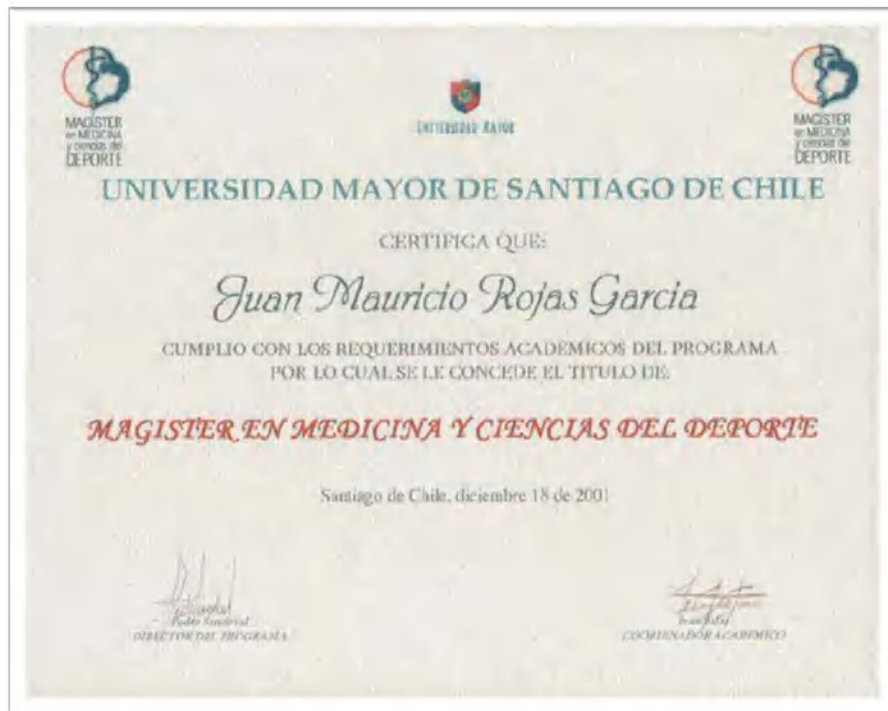 MAGISTER
en MEDICINA
y ciencias del
DEPORTE
UNIVERSIDAD MAYOR
MAGISTER
en MEDICINA
y ciencias del
DEPORTE
UNIVERSIDAD MAYOR DE SANTIAGO DE CHILE
CERTIFICA QUE:
Juan Mauricio Rojas Garcia
CUMPLIO CON LOS REQUERIMIENTOS ACADEMICOS DEL PROGRAMA
POR LO CUAL SE LE CONCEDE EL TITULO DE:
MAGISTER EN MEDICINA Y CIENCIAS DEL DEPORTE
Santiago de Chile, diciembre 18 de 2001
Pedro Sandoval
DIRECTOR DEL PROGRAMA
COORDINADOR ACADEMICO